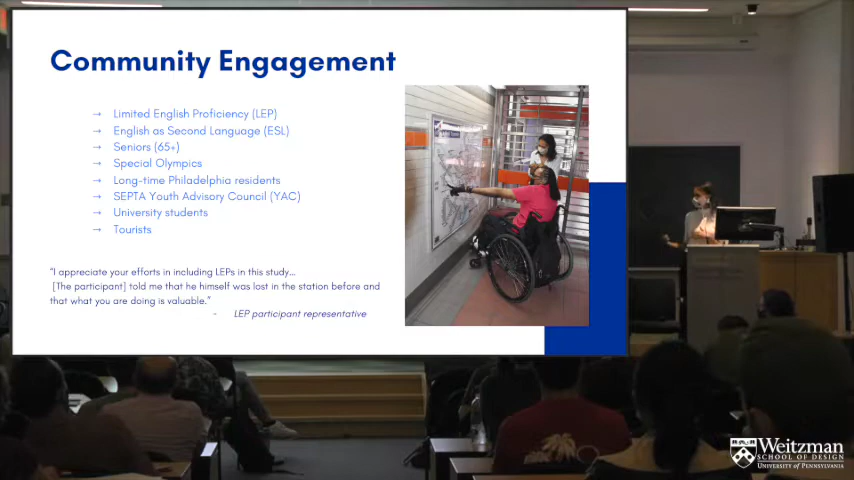 Community Engagement
→ Limited English Proficiency (LEP)
→ English as Second Language (ESL)
→ Seniors (65+)
→ Special Olympics
→ Long-time Philadelphia residents
→ SEPTA Youth Advisory Council (YAC)
→ University students
→ Tourists
"I appreciate your efforts in including LEPs in this study...
[The participant] told me that he himself was lost in the station before and
that what you are doing is valuable."
- LEP participant representative
Weitzman
SCHOOL OF DESIGN
UNIVERSITY OF PENNSYLVANIA